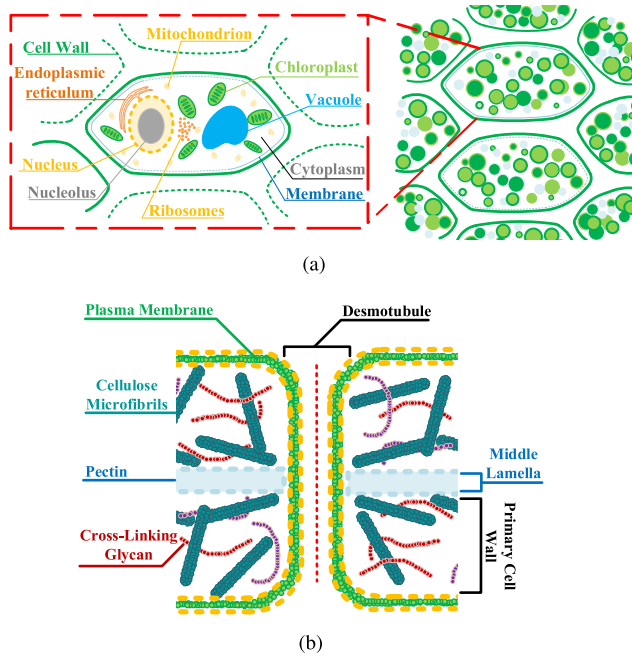 Cell Wall
Mitochondrion
Endoplasmic
reticulum
Chloroplast
Vacuole
Nucleus
Cytoplasm
Nucleolus
Membrane
Ribosomes
(a)
Plasma Membrane
Desmotubule
Cellulose
Microfibrils
Pectin
Middle
Lamella
Cross-Linking
Glycan
Primary Cell
Wall
(b)